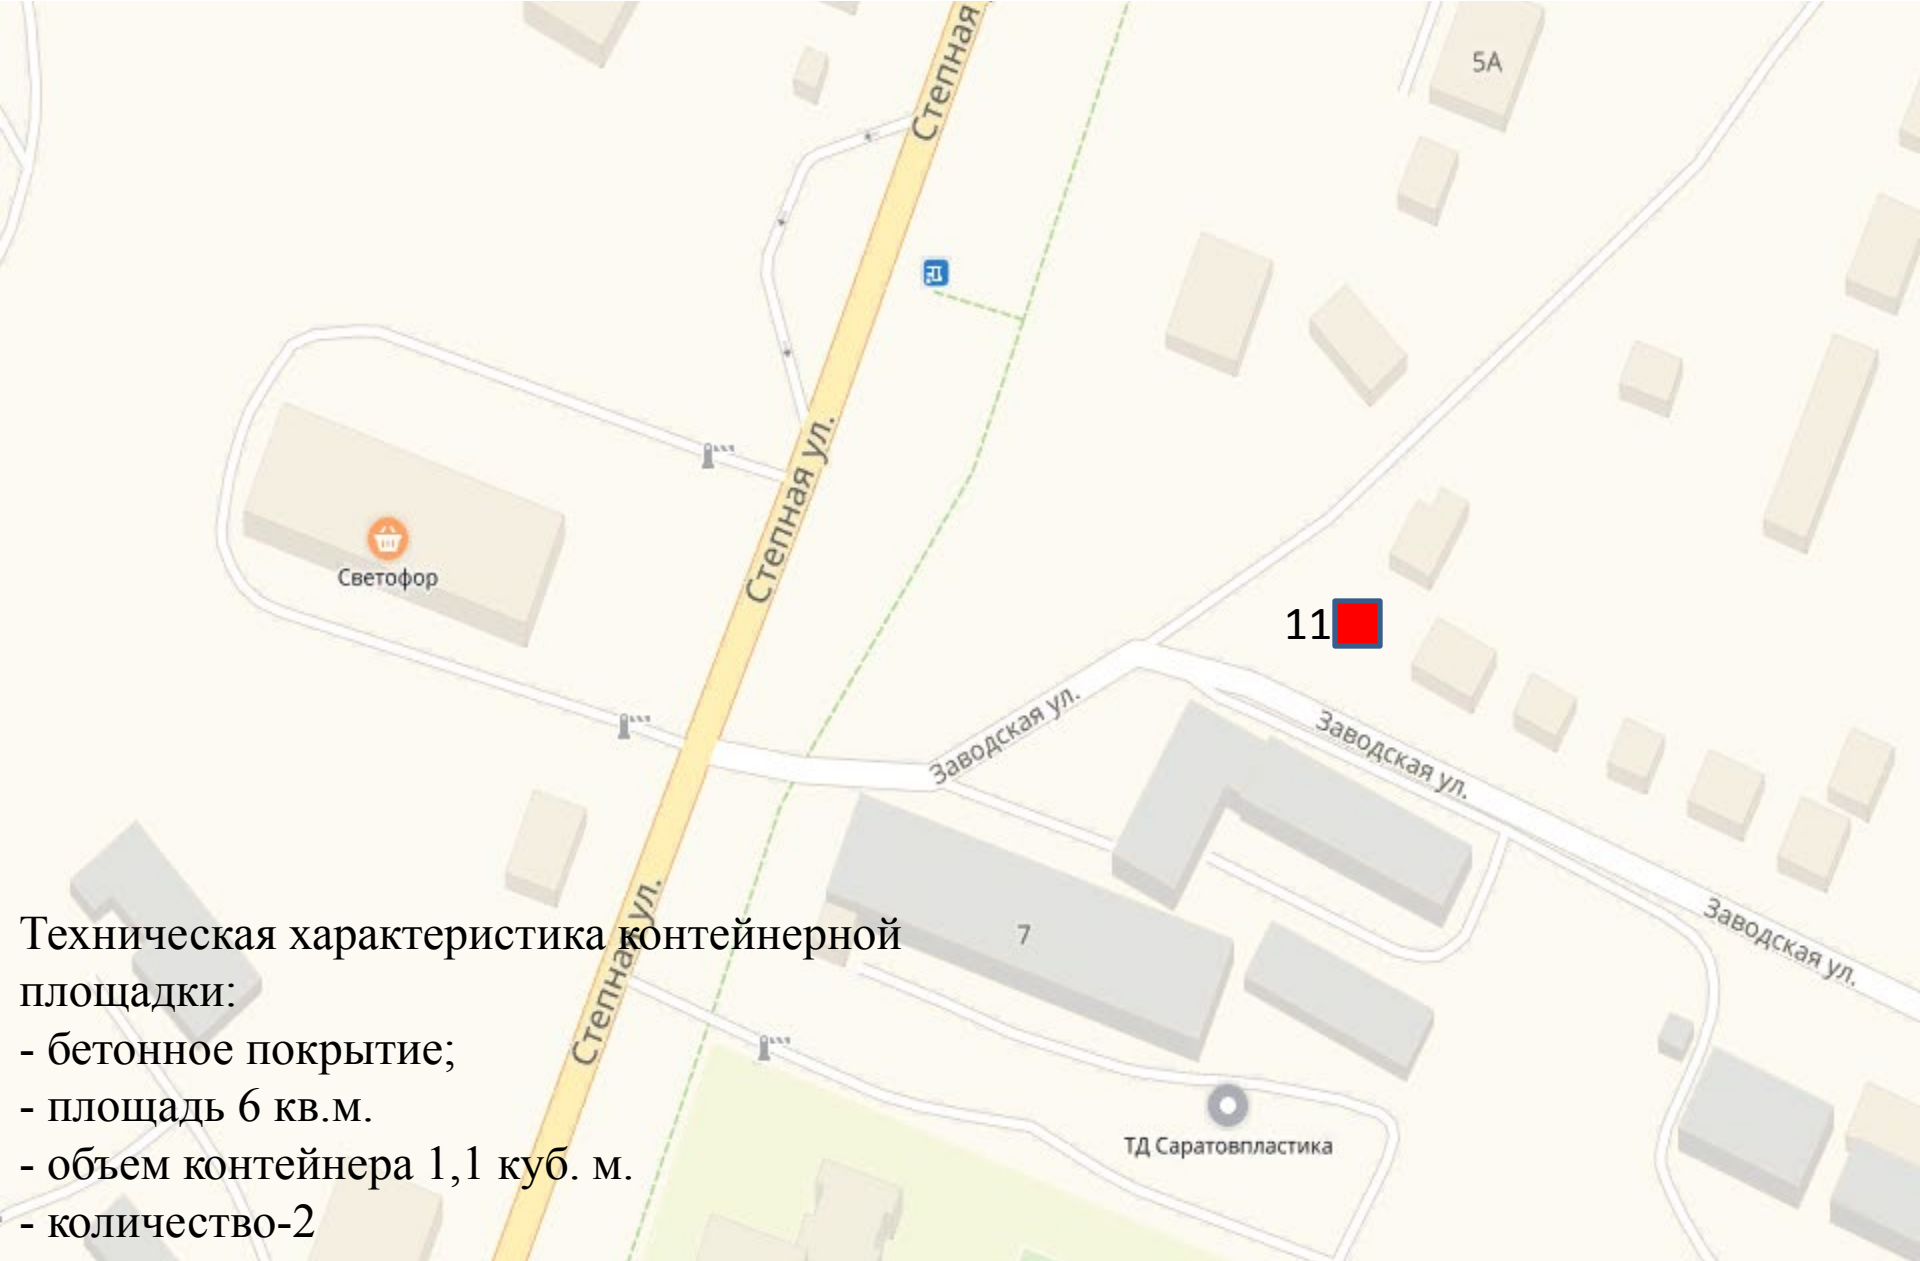 Степная
5А
Степная ул.
Светофор
11
Заводская ул.
Заводская ул.
Заводская ул.
Степная ул.
7
ТД Саратовпластика
Техническая характеристика контейнерной
площадки:
- бетонное покрытие;
- площадь 6 кв.м.
- объем контейнера 1,1 куб. м.
- количество-2